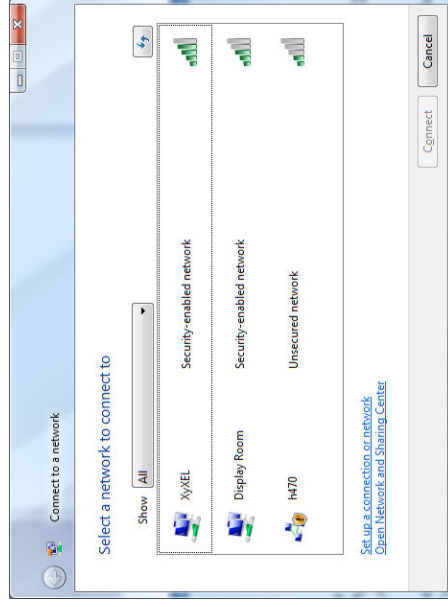 Connect to a network
Select a network to connect to
Show All
XyXEL Security-enabled network
Display Room Security-enabled network
h470 Unsecured network
Set up a connection or network
Open Network and Sharing Center
Connect Cancel